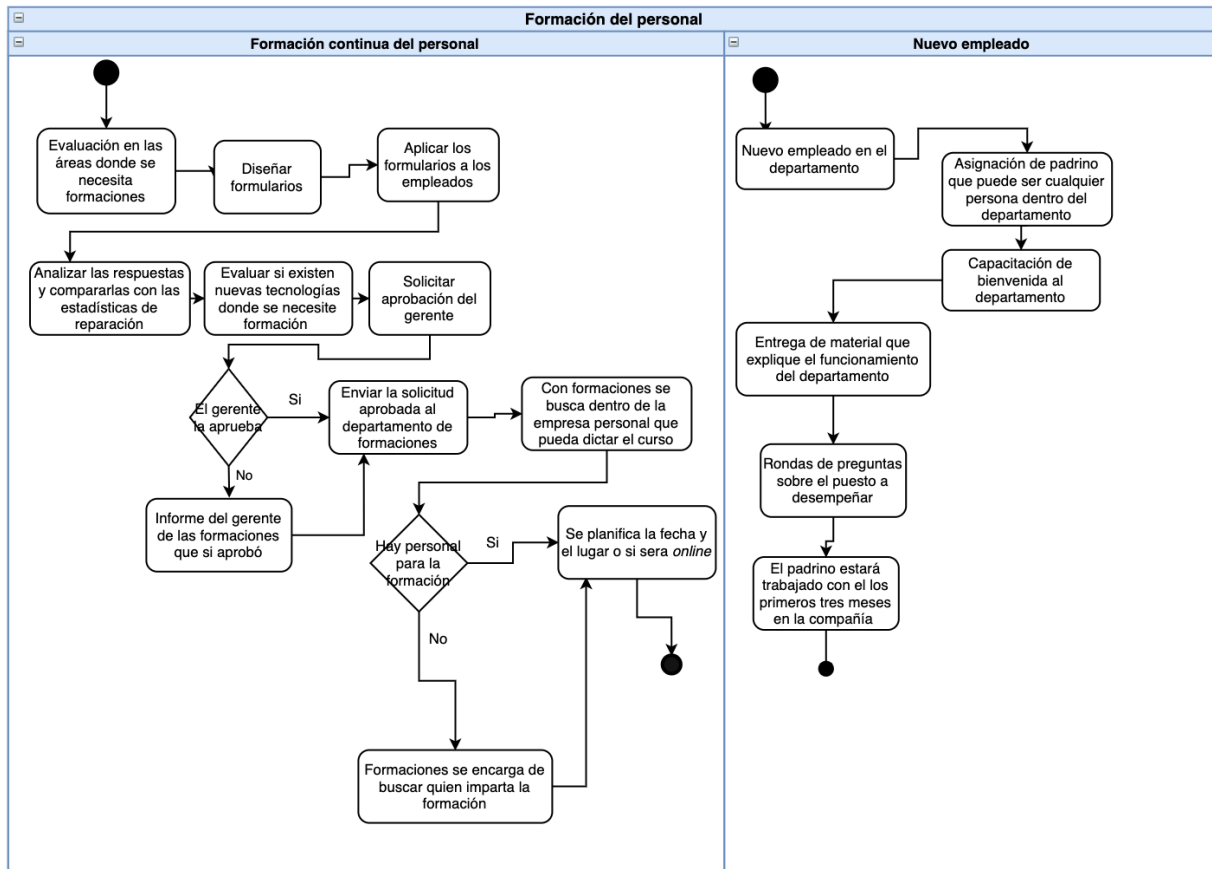 Formación del personal
Formación continua del personal
Nuevo empleado
Evaluación en las
áreas donde se
necesita
formaciones
Diseñar
formularios
Aplicar los
formularios a los
empleados
Analizar las respuestas
y compararlas con las
estadísticas de
reparación
Evaluar si existen
nuevas tecnologías
donde se necesite
formación
Solicitar
aprobación del
gerente
El gerente
la aprueba
Si
No
Enviar la solicitud
aprobada al
departamento de
formaciones
Con formaciones se
busca dentro de la
empresa personal que
pueda dictar el curso
Informe del gerente
de las formaciones
que si aprobó
Hay personal
para la
formación
Si
No
Se planifica la fecha y
el lugar o si sera online
Formaciones se encarga de
buscar quien imparta la
formación
Nuevo empleado en el
departamento
Asignación de padrino
que puede ser cualquier
persona dentro del
departamento
Capacitación de
bienvenida al
departamento
Entrega de material que
explique el funcionamiento
del departamento
Rondas de preguntas
sobre el puesto a
desempeñar
El padrino estará
trabajado con el los
primeros tres meses
en la compañía